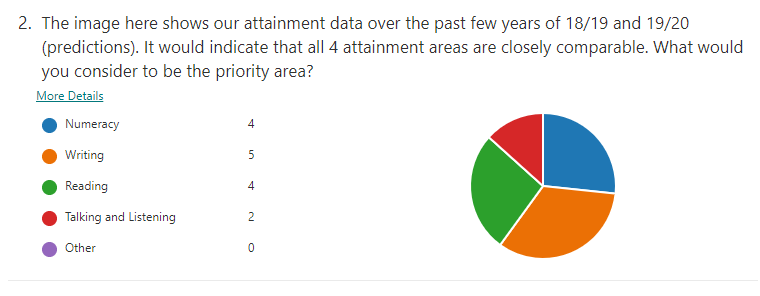 2. The image here shows our attainment data over the past few years of 18/19 and 19/20
(predictions). It would indicate that all 4 attainment areas are closely comparable. What would
you consider to be the priority area?
More Details
Numeracy 4
Writing 5
Reading 4
Talking and Listening 2
Other 0